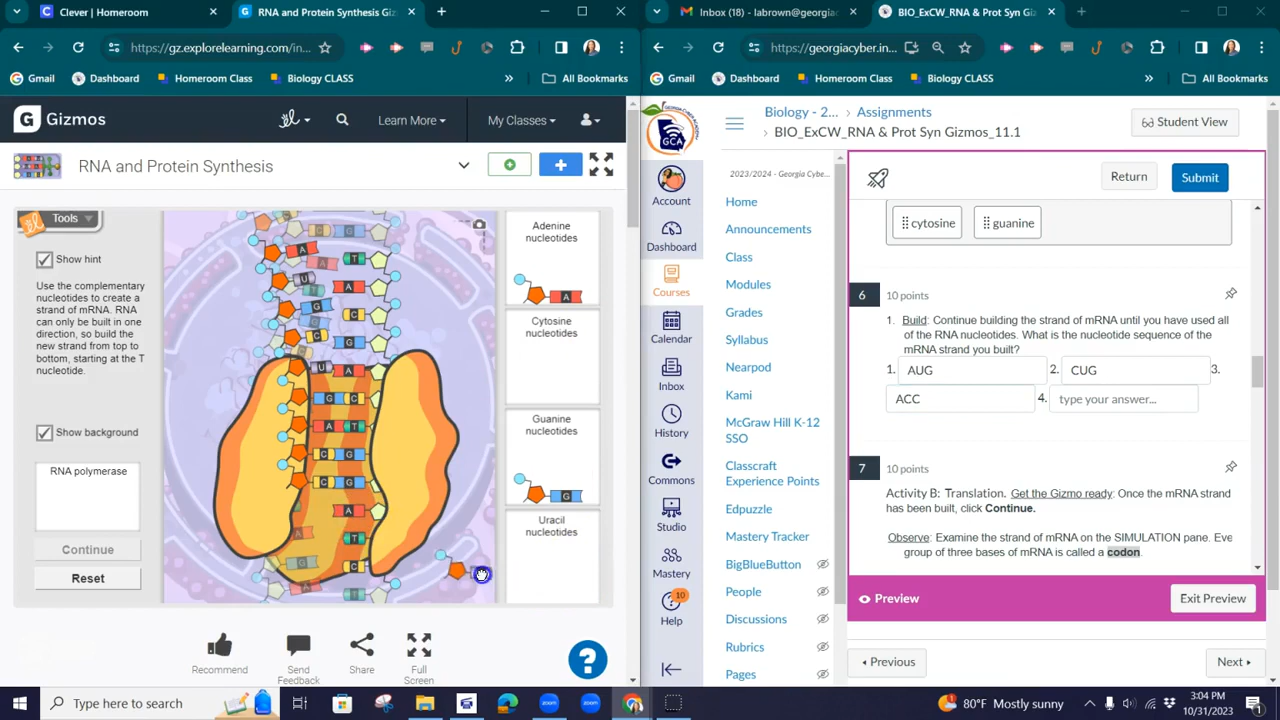 Clever | Homeroom
RNA and Protein Synthesis Giz
https://gz.explorelearning.com/in...
Gmail
Dashboard
Homeroom Class
Biology CLASS
»
All Bookmarks
G Gizmos
Learn More
My Classes
RNA and Protein Synthesis
Tools
Show hint
Use the complementary
nucleotides to create a
strand of mRNA. RNA
can only be built in one
direction, so build the
new strand from top to
bottom, starting at the T
nucleotide.
Show background
RNA polymerase
Continue
Reset
C G
A A T
U A
G C
C G
U A
G C
A T
C G
C G
A
T
G C
A T
Adenine
nucleotides
A
Cytosine
nucleotides
Guanine
nucleotides
G
Uracil
nucleotides
Recommend
Send
Feedback
Share
Full
Screen
?
Inbox (18) - labrown@georgia
BIO_ExCW_RNA & Prot Syn Gi
https://georgiacyber.in...
Gmail
Dashboard
Homeroom Class
Biology CLASS
»
All Bookmarks
GCA
Account
Dashboard
Courses
Calendar
Inbox
History
Commons
Studio
Mastery
10
Help
Biology - 2... › Assignments
› BIO_ExCW_RNA & Prot Syn Gizmos_11.1
Student View
2023/2024 - Georgia Cybe...
Home
Announcements
Class
Modules
Grades
Syllabus
Nearpod
Kami
McGraw Hill K-12
SSO
Classcraft
Experience Points
Edpuzzle
Mastery Tracker
BigBlueButton
People
Discussions
Rubrics
Pages
Return
Submit
cytosine
guanine
6 10 points
1. Build: Continue building the strand of mRNA until you have used all
of the RNA nucleotides. What is the nucleotide sequence of the
mRNA strand you built?
1. AUG 2. CUG 3.
ACC 4. type your answer...
7 10 points
Activity B: Translation. Get the Gizmo ready: Once the mRNA strand
has been built, click Continue.
Observe: Examine the strand of mRNA on the SIMULATION pane. Eve
group of three bases of mRNA is called a codon.
Preview
Exit Preview
Previous
Next
Type here to search
80°F Mostly sunny
3:04 PM
10/31/2023
1